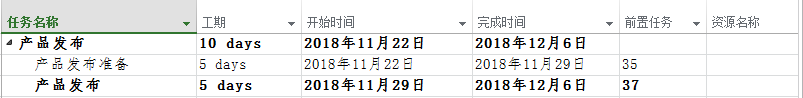 任务名称 工期 开始时间 完成时间 前置任务 资源名称
产品发布 10 days 2018年11月22日 2018年12月6日
产品发布准备 5 days 2018年11月22日 2018年11月29日 35
产品发布 5 days 2018年11月29日 2018年12月6日 37